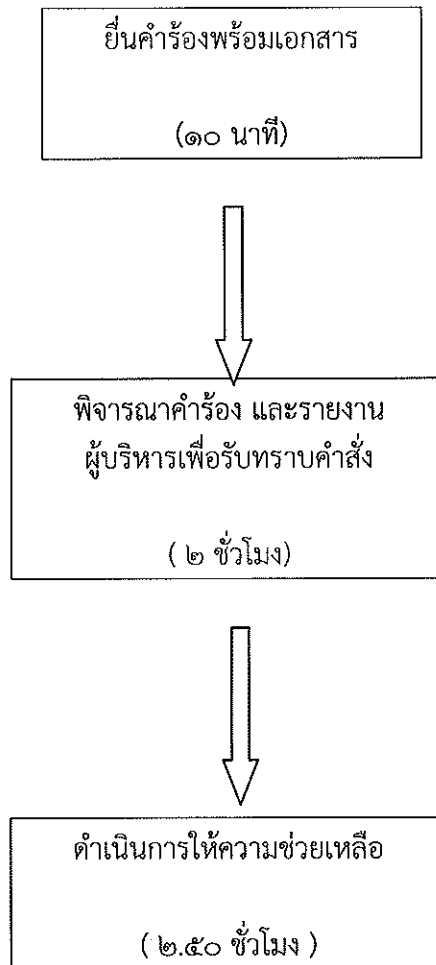 ยื่นคำร้องพร้อมเอกสาร
(๑๐ นาที)
พิจารณาคำร้อง และรายงาน
ผู้บริหารเพื่อรับทราบคำสั่ง
( ๒ ชั่วโมง)
ดำเนินการให้ความช่วยเหลือ
( ๒.๕๐ ชั่วโมง )